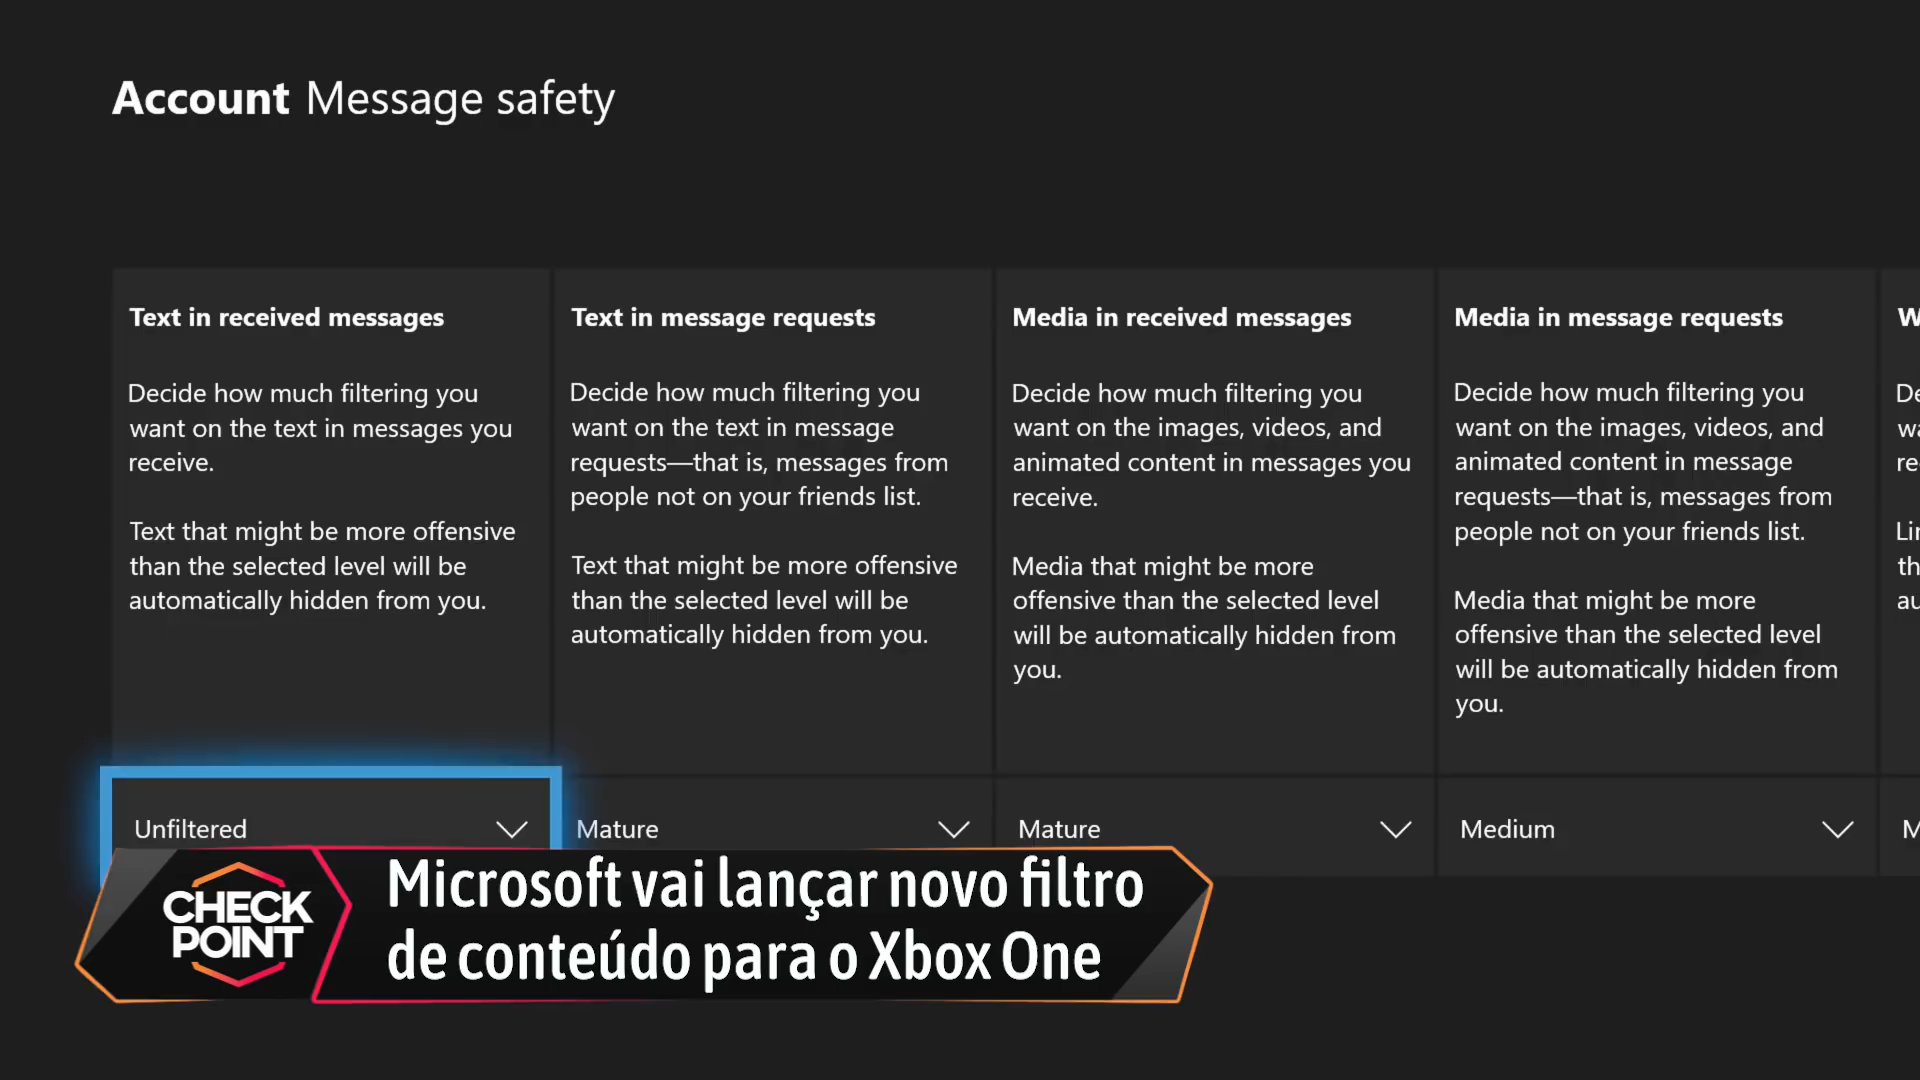 Account Message safety
Text in received messages
Decide how much filtering you
want on the text in messages you
receive.
Text that might be more offensive
than the selected level will be
automatically hidden from you.
Unfiltered
Text in message requests
Decide how much filtering you
want on the text in message
requests—that is, messages from
people not on your friends list.
Text that might be more offensive
than the selected level will be
automatically hidden from you.
Mature
Media in received messages
Decide how much filtering you
want on the images, videos, and
animated content in messages you
receive.
Media that might be more
offensive than the selected level
will be automatically hidden from
you.
Mature
Media in message requests
Decide how much filtering you
want on the images, videos, and
animated content in message
requests—that is, messages from
people not on your friends list.
Media that might be more
offensive than the selected level
will be automatically hidden from
you.
Medium
CHECK
POINT
Microsoft vai lançar novo filtro
de conteúdo para o Xbox One